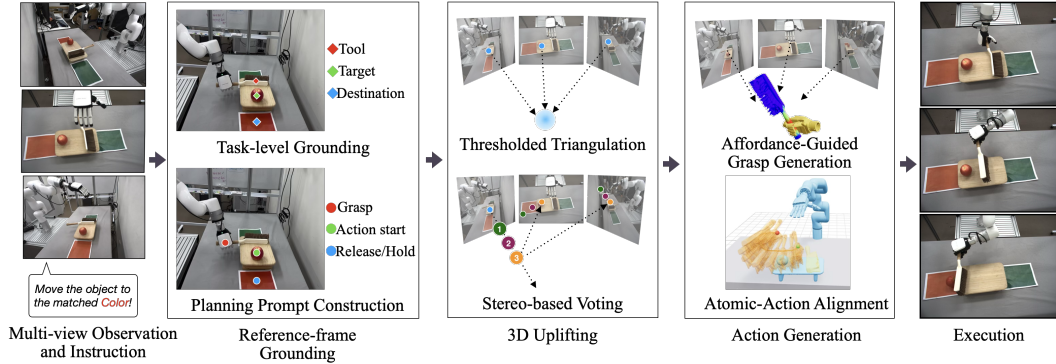 Move the object to
the matched Color!
Multi-view Observation
and Instruction
Tool
Target
Destination
Task-level Grounding
Grasp
Action start
Release/Hold
Planning Prompt Construction
Reference-frame
Grounding
Thresholded Triangulation
1
2
3
Stereo-based Voting
3D Uplifting
Affordance-Guided
Grasp Generation
Atomic-Action Alignment
Action Generation
Execution